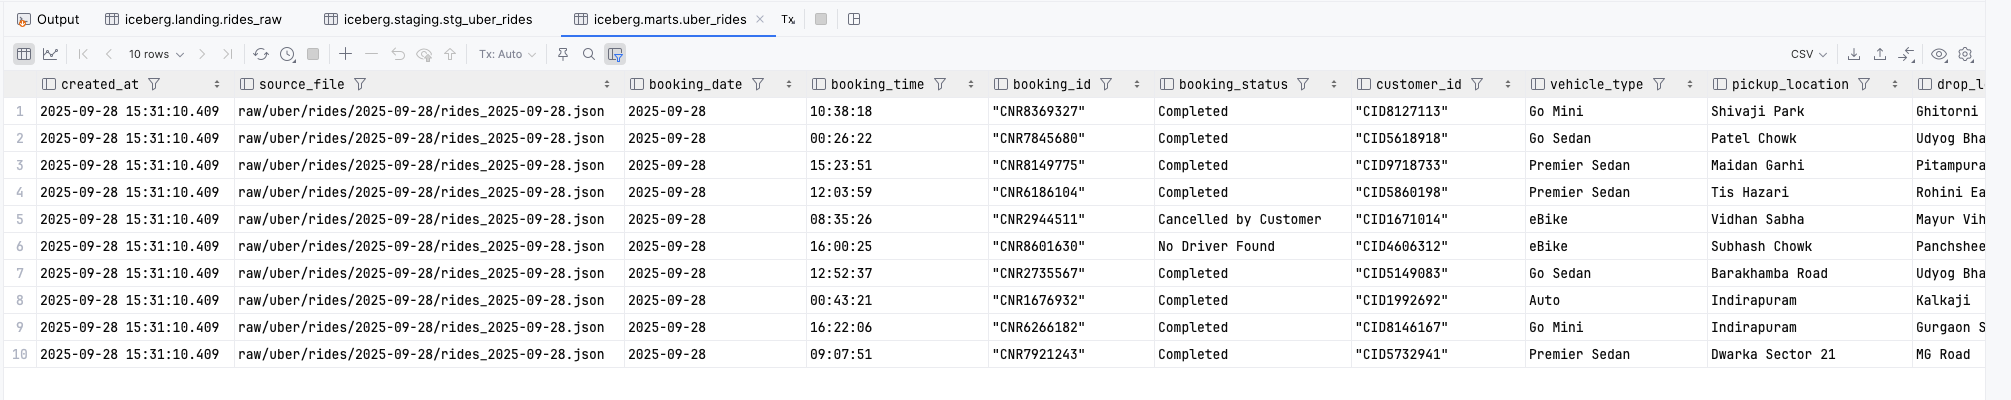 Output iceberg.landing.rides_raw iceberg.staging.stg_uber_rides iceberg.marts.uber_rides Tx
10 rows Tx: Auto CSV
created_at source_file booking_date booking_time booking_id booking_status customer_id vehicle_type pickup_location drop_l
1 2025-09-28 15:31:10.409 raw/uber/rides/2025-09-28/rides_2025-09-28.json 2025-09-28 10:38:18 "CNR8369327" Completed "CID8127113" Go Mini Shivaji Park Ghitorni
2 2025-09-28 15:31:10.409 raw/uber/rides/2025-09-28/rides_2025-09-28.json 2025-09-28 00:26:22 "CNR7845680" Completed "CID5618918" Go Sedan Patel Chowk Udyog Bha
3 2025-09-28 15:31:10.409 raw/uber/rides/2025-09-28/rides_2025-09-28.json 2025-09-28 15:23:51 "CNR8149775" Completed "CID9718733" Premier Sedan Maidan Garhi Pitampura
4 2025-09-28 15:31:10.409 raw/uber/rides/2025-09-28/rides_2025-09-28.json 2025-09-28 12:03:59 "CNR6186104" Completed "CID5860198" Premier Sedan Tis Hazari Rohini Ea
5 2025-09-28 15:31:10.409 raw/uber/rides/2025-09-28/rides_2025-09-28.json 2025-09-28 08:35:26 "CNR2944511" Cancelled by Customer "CID1671014" eBike Vidhan Sabha Mayur Vih
6 2025-09-28 15:31:10.409 raw/uber/rides/2025-09-28/rides_2025-09-28.json 2025-09-28 16:00:25 "CNR8601630" No Driver Found "CID4606312" eBike Subhash Chowk Panchshee
7 2025-09-28 15:31:10.409 raw/uber/rides/2025-09-28/rides_2025-09-28.json 2025-09-28 12:52:37 "CNR2735567" Completed "CID5149083" Go Sedan Barakhamba Road Udyog Bha
8 2025-09-28 15:31:10.409 raw/uber/rides/2025-09-28/rides_2025-09-28.json 2025-09-28 00:43:21 "CNR1676932" Completed "CID1992692" Auto Indirapuram Kalkaji
9 2025-09-28 15:31:10.409 raw/uber/rides/2025-09-28/rides_2025-09-28.json 2025-09-28 16:22:06 "CNR6266182" Completed "CID8146167" Go Mini Indirapuram Gurgaon S
10 2025-09-28 15:31:10.409 raw/uber/rides/2025-09-28/rides_2025-09-28.json 2025-09-28 09:07:51 "CNR7921243" Completed "CID5732941" Premier Sedan Dwarka Sector 21 MG Road